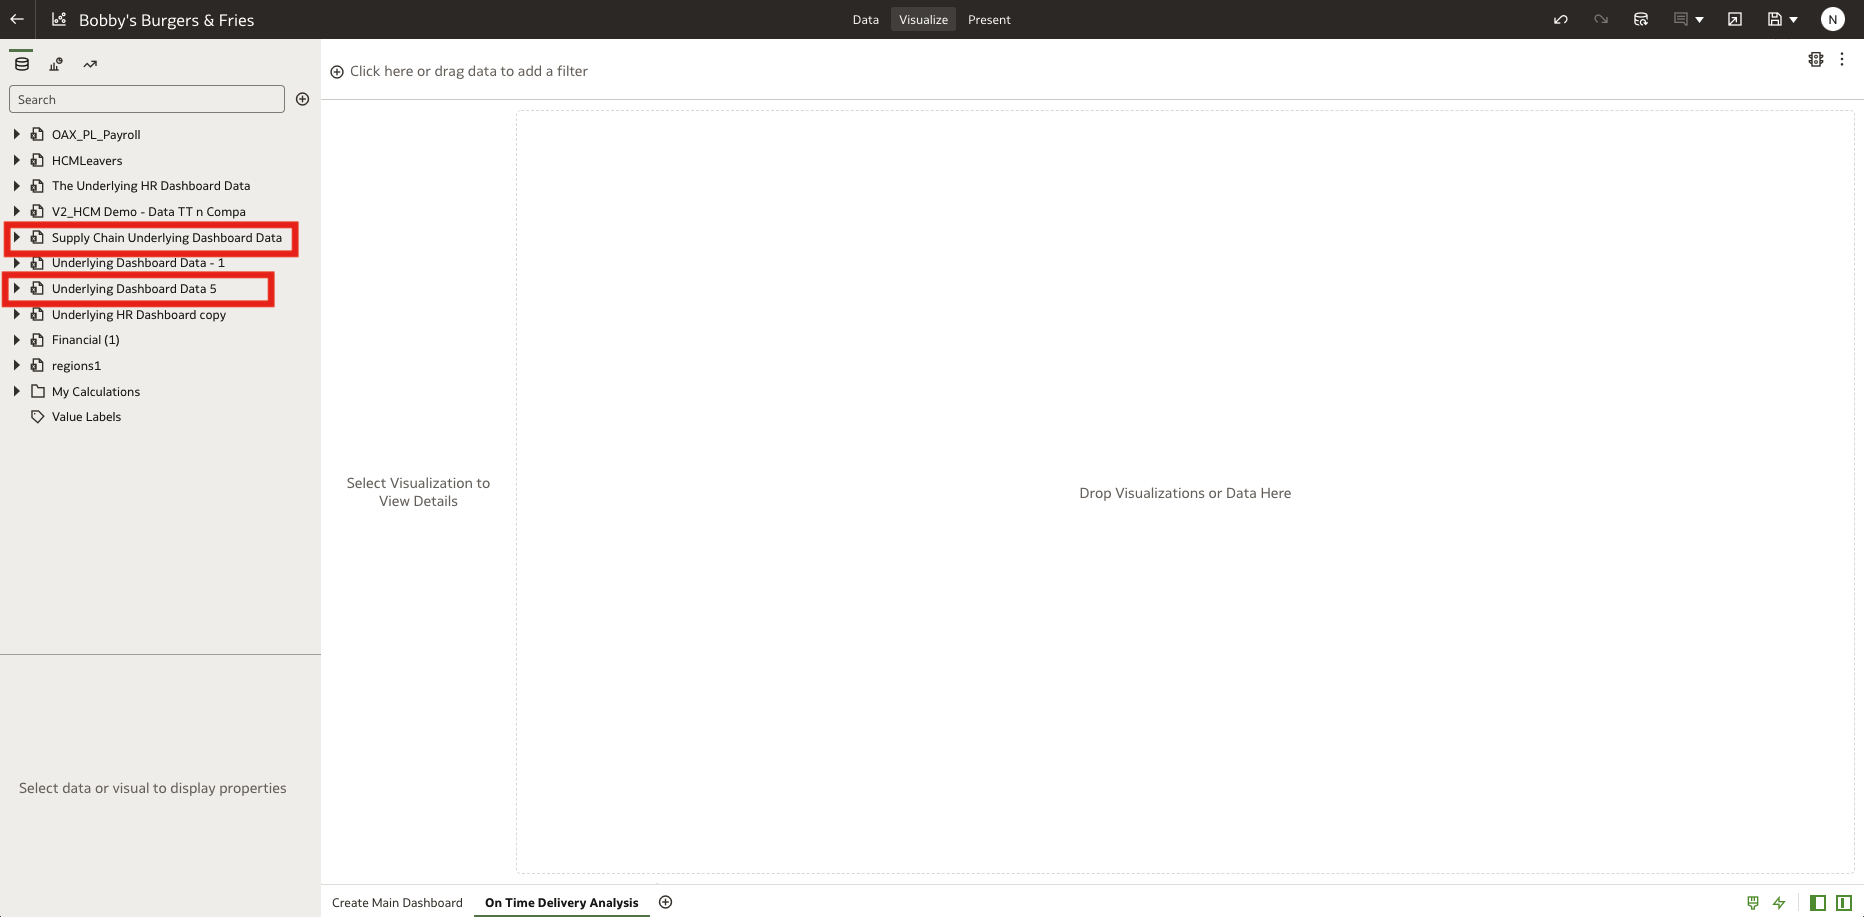 Bobby's Burgers & Fries
Data
Visualize
Present
N
Search
OAX_PL_Payroll
HCMLeavers
The Underlying HR Dashboard Data
V2_HCM Demo - Data TT n Compa
Supply Chain Underlying Dashboard Data
Underlying Dashboard Data - 1
Underlying Dashboard Data 5
Underlying HR Dashboard copy
Financial (1)
regions1
My Calculations
Value Labels
Select data or visual to display properties
Click here or drag data to add a filter
Select Visualization to
View Details
Drop Visualizations or Data Here
Create Main Dashboard
On Time Delivery Analysis